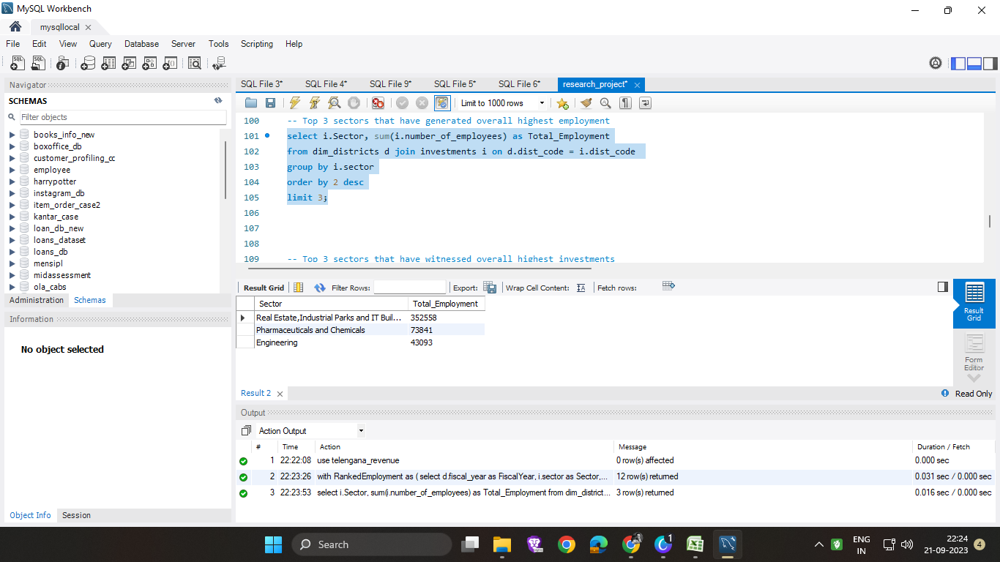 MySQL Workbench
mysqllocal
File Edit View Query Database Server Tools Scripting Help
Navigator
SCHEMAS
Filter objects
books_info_new
boxoffice_db
customer_profiling_cc
employee
harrypotter
instagram_db
item_order_case2
kantar_case
loan_db_new
loans_dataset
loans_db
mensipl
midassessment
ola_cabs
Administration Schemas
Information
No object selected
Object Info Session
SQL File 3* SQL File 4* SQL File 9* SQL File 5* SQL File 6* research_project*
Limit to 1000 rows
100 -- Top 3 sectors that have generated overall highest employment
101 select i.Sector, sum(i.number_of_employees) as Total_Employment
102 from dim_districts d join investments i on d.dist_code = i.dist_code
103 group by i.sector
104 order by 2 desc
105 limit 3;
106
107
108
109 -- Top 3 sectors that have witnessed overall highest investments
Result Grid Filter Rows: Export: Wrap Cell Content: Fetch rows:
Sector Total_Employment
Real Estate,Industrial Parks and IT Buil... 352558
Pharmaceuticals and Chemicals 73841
Engineering 43093
Result Grid
Form Editor
Result 2
Read Only
Output
Action Output
# Time Action Message Duration / Fetch
1 22:22:08 use telengana_revenue 0 row(s) affected 0.000 sec
2 22:23:26 with RankedEmployment as ( select d.fiscal_year as FiscalYear, i.sector as Sector,... 12 row(s) returned 0.031 sec / 0.000 sec
3 22:23:53 select i.Sector, sum(i.number_of_employees) as Total_Employment from dim_district... 3 row(s) returned 0.016 sec / 0.000 sec
Search
1
ENG
IN
22:24
21-09-2023
4